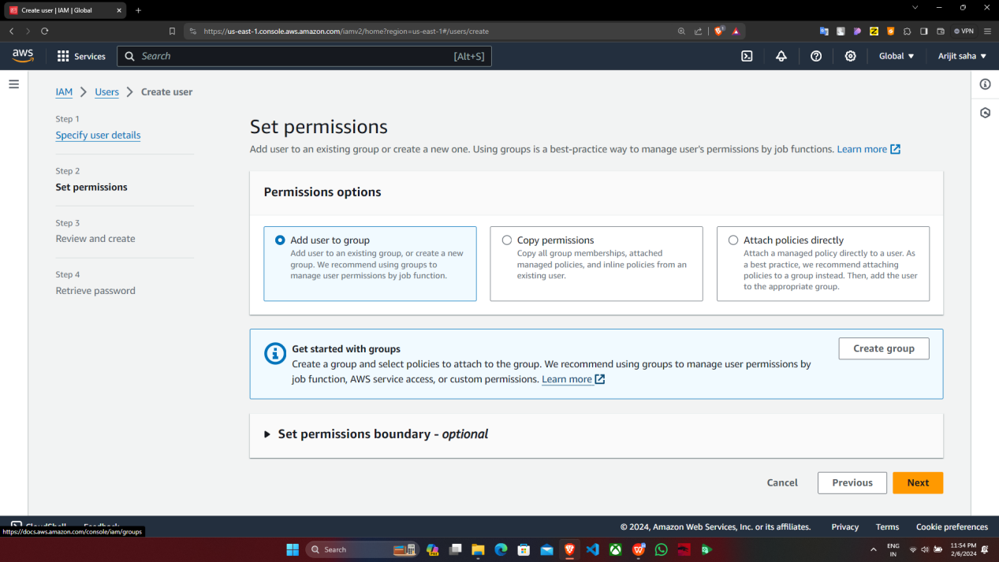 Create user | IAM | Global
https://us-east-1.console.aws.amazon.com/iamv2/home?region=us-east-1#/users/create
VPN
aws
Services
Search
[Alt+S]
Global
Arijit saha
IAM
Users
Create user
Step 1
Specify user details
Step 2
Set permissions
Step 3
Review and create
Step 4
Retrieve password
Set permissions
Add user to an existing group or create a new one. Using groups is a best-practice way to manage user's permissions by job functions. Learn more
Permissions options
Add user to group
Add user to an existing group, or create a new
group. We recommend using groups to
manage user permissions by job function.
Copy permissions
Copy all group memberships, attached
managed policies, and inline policies from an
existing user.
Attach policies directly
Attach a managed policy directly to a user. As
a best practice, we recommend attaching
policies to a group instead. Then, add the user
to the appropriate group.
Get started with groups
Create a group and select policies to attach to the group. We recommend using groups to manage user permissions by
job function, AWS service access, or custom permissions. Learn more
Create group
Set permissions boundary - optional
Cancel
Previous
Next
CloudShell
Feedback
https://docs.aws.amazon.com/console/iam/groups
© 2024, Amazon Web Services, Inc. or its affiliates.
Privacy
Terms
Cookie preferences
Search
ENG
IN
11:54 PM
2/6/2024